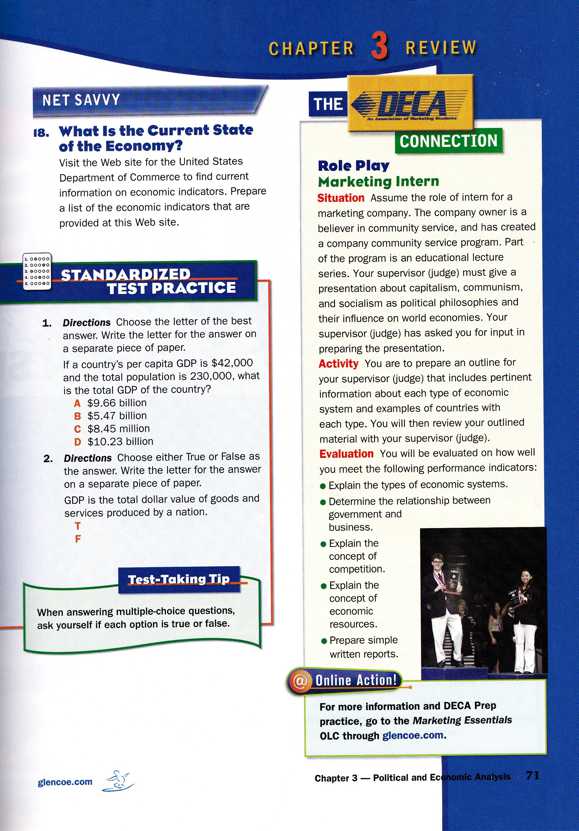 CHAPTER 3 REVIEW
NET SAVVY
18. What Is the Current State
of the Economy?
Visit the Web site for the United States
Department of Commerce to find current
information on economic indicators. Prepare
a list of the economic indicators that are
provided at this Web site.
STANDARDIZED
TEST PRACTICE
1. Directions Choose the letter of the best
answer. Write the letter for the answer on
a separate piece of paper.
If a country's per capita GDP is $42,000
and the total population is 230,000, what
is the total GDP of the country?
A $9.66 billion
B $5.47 billion
C $8.45 million
D $10.23 billion
2. Directions Choose either True or False as
the answer. Write the letter for the answer
on a separate piece of paper.
GDP is the total dollar value of goods and
services produced by a nation.
T
F
Test-Taking Tip
When answering multiple-choice questions,
ask yourself if each option is true or false.
THE DECA
An Association of Marketing Students
CONNECTION
Role Play
Marketing Intern
Situation Assume the role of intern for a
marketing company. The company owner is a
believer in community service, and has created
a company community service program. Part
of the program is an educational lecture
series. Your supervisor (judge) must give a
presentation about capitalism, communism,
and socialism as political philosophies and
their influence on world economies. Your
supervisor (judge) has asked you for input in
preparing the presentation.
Activity You are to prepare an outline for
your supervisor (judge) that includes pertinent
information about each type of economic
system and examples of countries with
each type. You will then review your outlined
material with your supervisor (judge).
Evaluation You will be evaluated on how well
you meet the following performance indicators:
• Explain the types of economic systems.
• Determine the relationship between
government and
business.
• Explain the
concept of
competition.
• Explain the
concept of
economic
resources.
• Prepare simple
written reports.
@ Online Action!
For more information and DECA Prep
practice, go to the Marketing Essentials
OLC through glencoe.com.
glencoe.com
Chapter 3 — Political and Economic Analysis 71